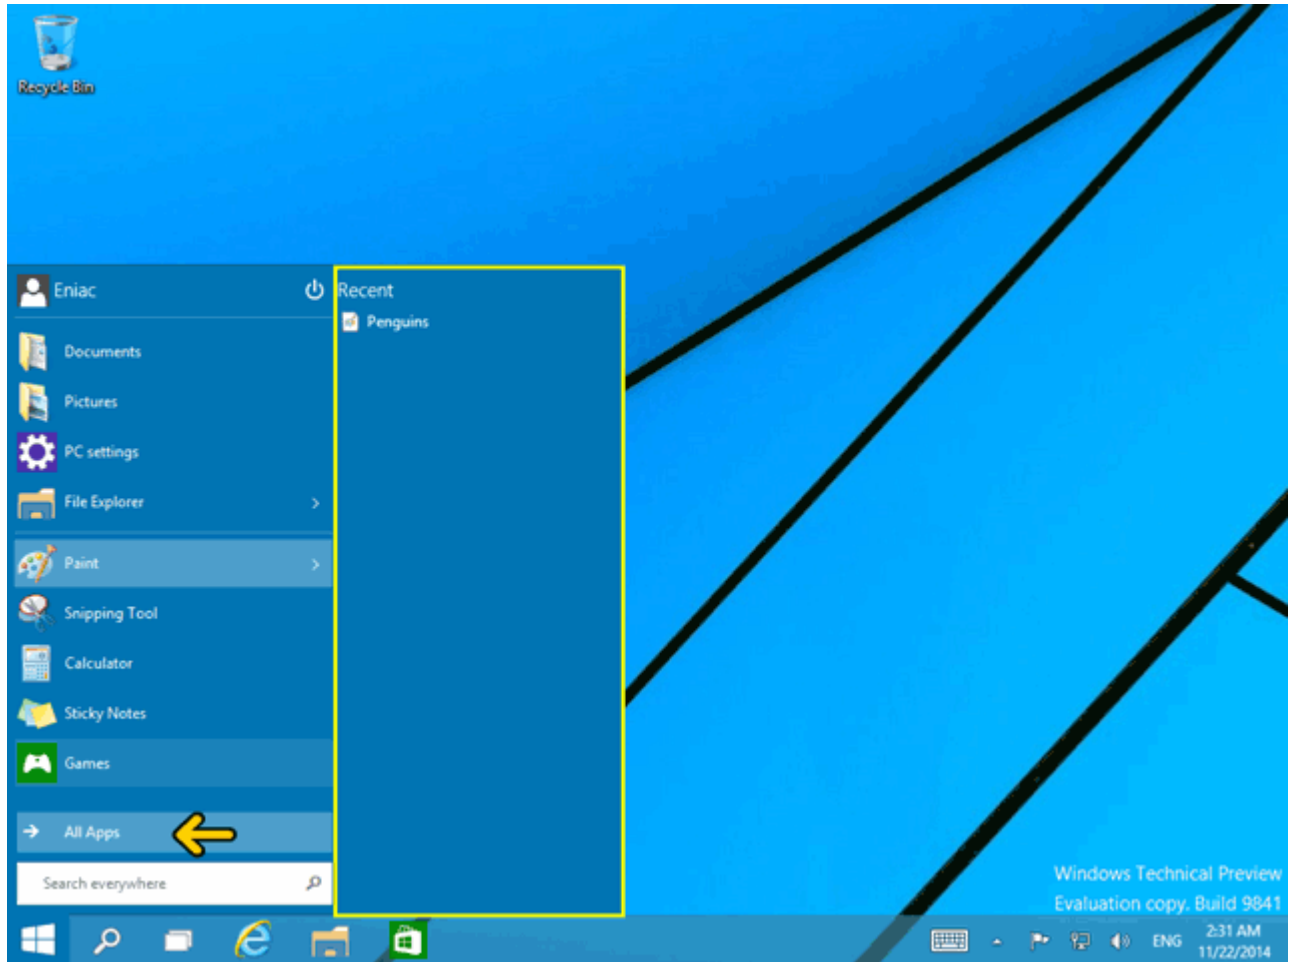 Recycle Bin
Eniac
Recent
Penguins
Documents
Pictures
PC settings
File Explorer
Paint
Snipping Tool
Calculator
Sticky Notes
Games
All Apps
Search everywhere
Windows Technical Preview
Evaluation copy. Build 9841
ENG
2:31 AM
11/22/2014